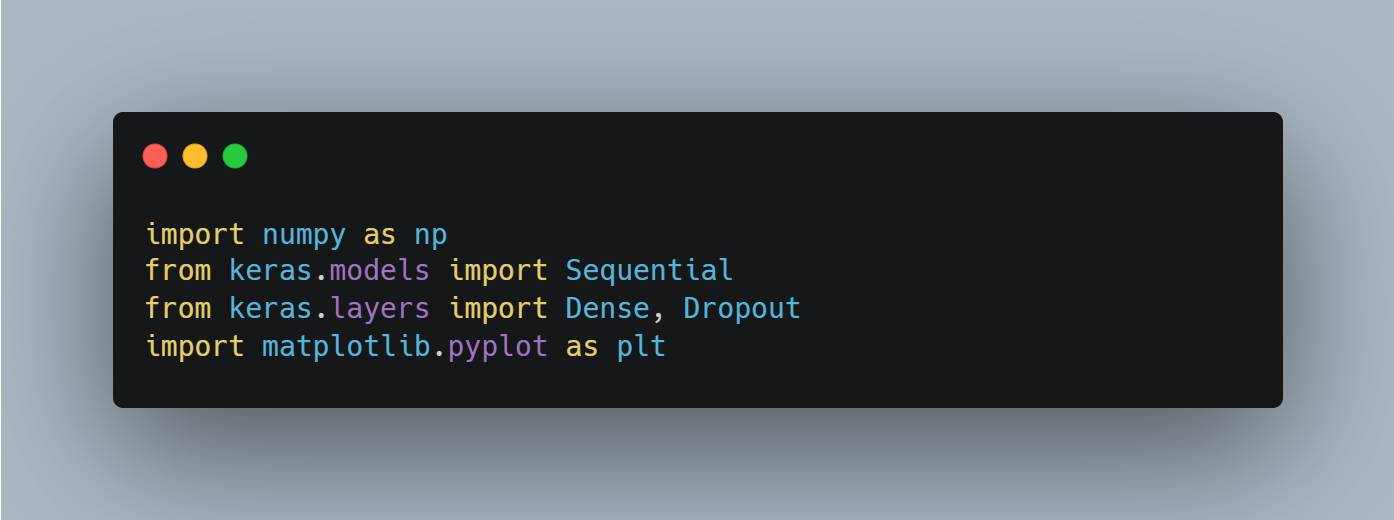 import numpy as np
from keras.models import Sequential
from keras.layers import Dense, Dropout
import matplotlib.pyplot as plt